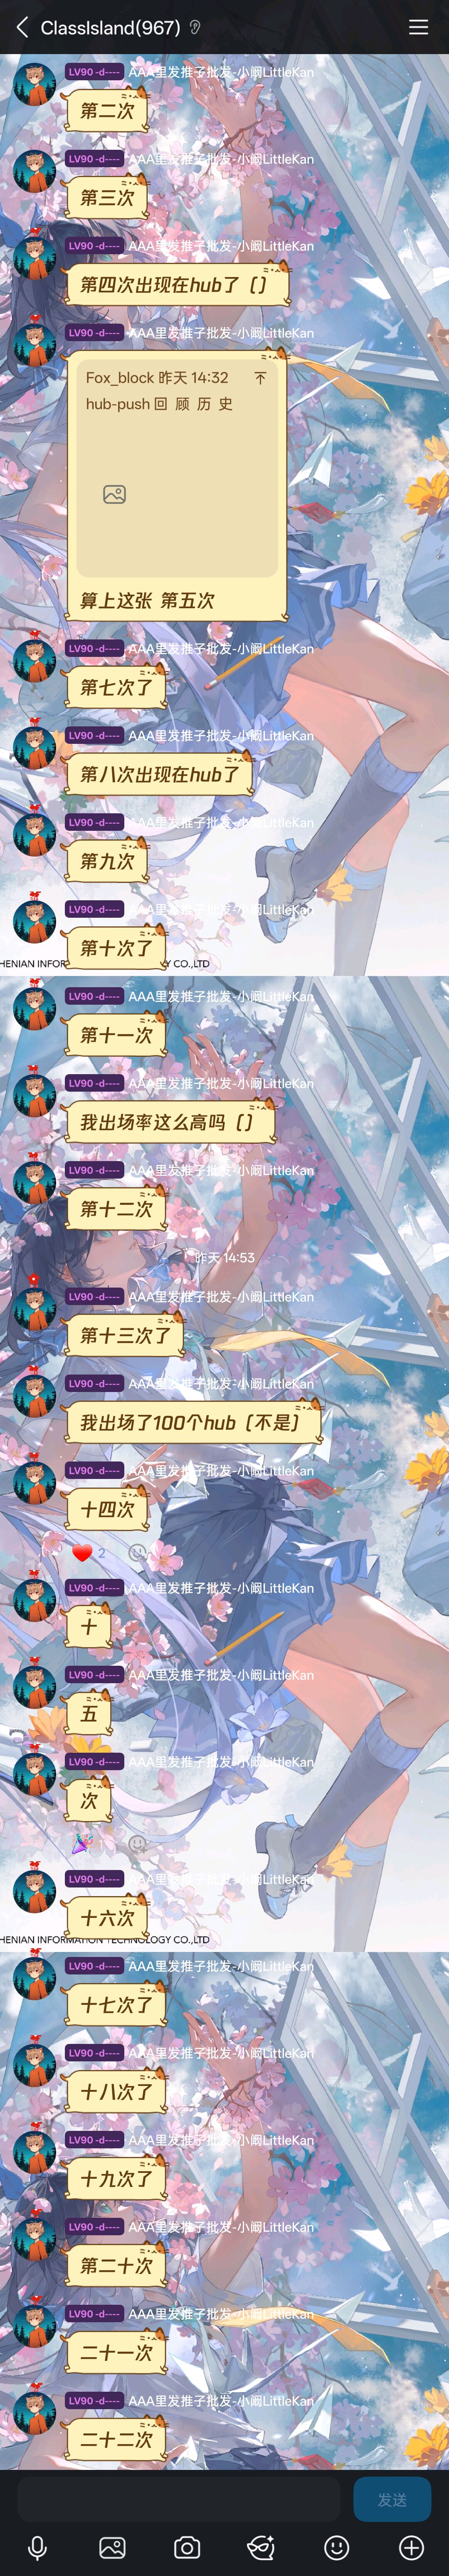 ClassIsland(967)
LV90 -d---- AAA里发推子批发-小阚LittleKan
第二次
LV90 -d---- AAA里发推子批发-小阚LittleKan
第三次
LV90 -d---- AAA里发推子批发-小阚LittleKan
第四次出现在hub了（）
LV90 -d---- AAA里发推子批发-小阚LittleKan
Fox_block 昨天 14:32
hub-push 回 顾 历 史
算上这张 第五次
LV90 -d---- AAA里发推子批发-小阚LittleKan
第七次了
LV90 -d---- AAA里发推子批发-小阚LittleKan
第八次出现在hub了
LV90 -d---- AAA里发推子批发-小阚LittleKan
第九次
LV90 -d---- AAA里发推子批发-小阚LittleKan
第十次了
HENIAN INFOR Y CO.,LTD
LV90 -d---- AAA里发推子批发-小阚LittleKan
第十一次
LV90 -d---- AAA里发推子批发-小阚LittleKan
我出场率这么高吗（）
LV90 -d---- AAA里发推子批发-小阚LittleKan
第十二次
昨天 14:53
LV90 -d---- AAA里发推子批发-小阚LittleKan
第十三次了
LV90 -d---- AAA里发推子批发-小阚LittleKan
我出场了100个hub（不是）
LV90 -d---- AAA里发推子批发-小阚LittleKan
十四次
2
LV90 -d---- AAA里发推子批发-小阚LittleKan
十
LV90 -d---- AAA里发推子批发-小阚LittleKan
五
LV90 -d---- AAA里发推子批发-小阚LittleKan
次
1
LV90 -d---- AAA里发推子批发-小阚LittleKan
十六次
HENIAN INFORMATION TECHNOLOGY CO.,LTD
LV90 -d---- AAA里发推子批发-小阚LittleKan
十七次了
LV90 -d---- AAA里发推子批发-小阚LittleKan
十八次了
LV90 -d---- AAA里发推子批发-小阚LittleKan
十九次了
LV90 -d---- AAA里发推子批发-小阚LittleKan
第二十次
LV90 -d---- AAA里发推子批发-小阚LittleKan
二十一次
LV90 -d---- AAA里发推子批发-小阚LittleKan
二十二次
发送